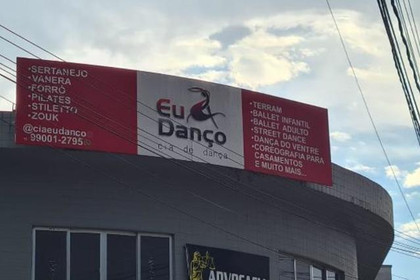 •SERTANEJO
•VANERA
•FORRÓ
•PILATES
•STILETTO
•ZOUK
@ciaeudanco
99001-2795
Eu
Danço
cia de dança
•TERRAM
•BALLET INFANTIL
•BALLET ADULTO
•STREET DANCE
•DANÇA DO VENTRE
•COREOGRAFIA PARA
CASAMENTOS
E MUITO MAIS...
ADVOCACIA